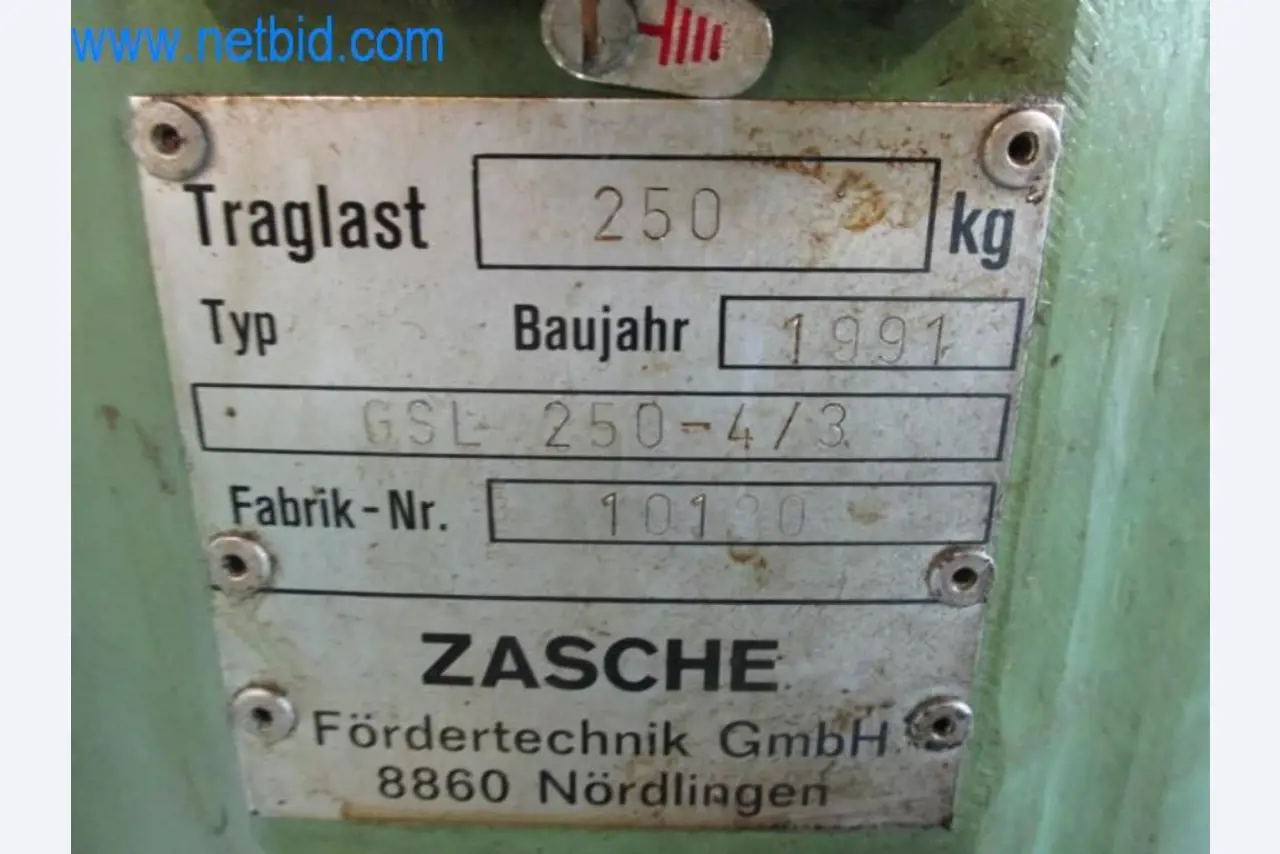 www.netbid.com
Traglast 250 kg
Typ Baujahr 1991
GSL 250-4/3
Fabrik-Nr.
ZASCHE
Fördertechnik GmbH
8860 Nördlingen